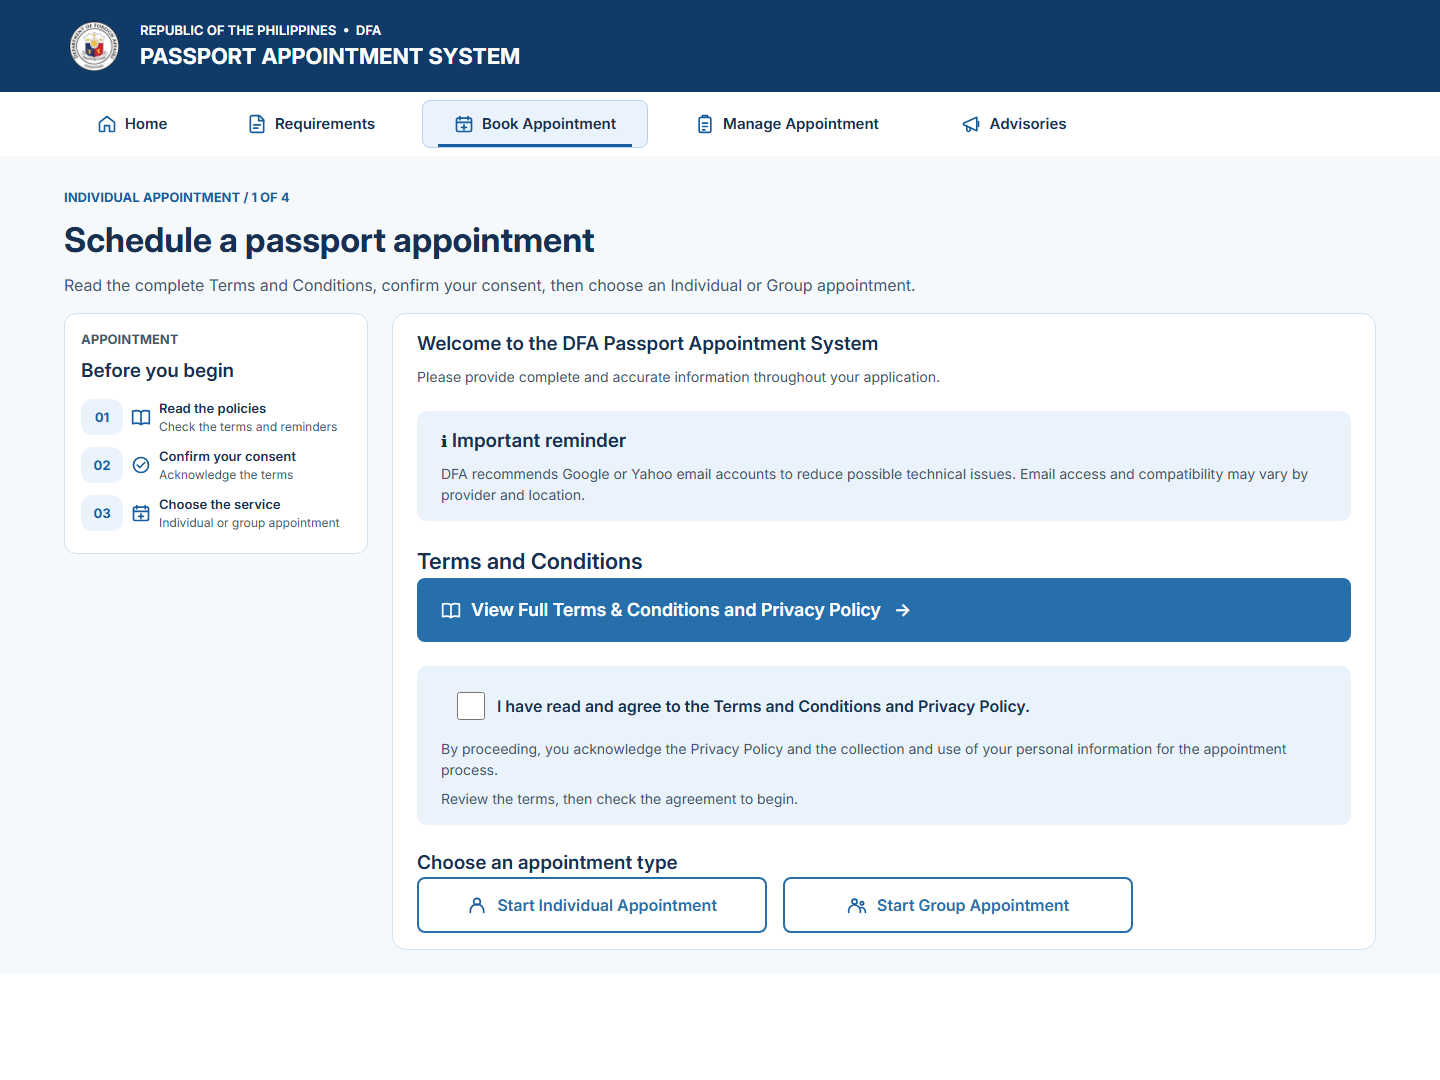 REPUBLIC OF THE PHILIPPINES • DFA
PASSPORT APPOINTMENT SYSTEM
Home
Requirements
Book Appointment
Manage Appointment
Advisories
INDIVIDUAL APPOINTMENT / 1 OF 4
Schedule a passport appointment
Read the complete Terms and Conditions, confirm your consent, then choose an Individual or Group appointment.
APPOINTMENT
Before you begin
01
Read the policies
Check the terms and reminders
02
Confirm your consent
Acknowledge the terms
03
Choose the service
Individual or group appointment
Welcome to the DFA Passport Appointment System
Please provide complete and accurate information throughout your application.
ℹ Important reminder
DFA recommends Google or Yahoo email accounts to reduce possible technical issues. Email access and compatibility may vary by
provider and location.
Terms and Conditions
View Full Terms & Conditions and Privacy Policy →
I have read and agree to the Terms and Conditions and Privacy Policy.
By proceeding, you acknowledge the Privacy Policy and the collection and use of your personal information for the appointment
process.
Review the terms, then check the agreement to begin.
Choose an appointment type
Start Individual Appointment
Start Group Appointment